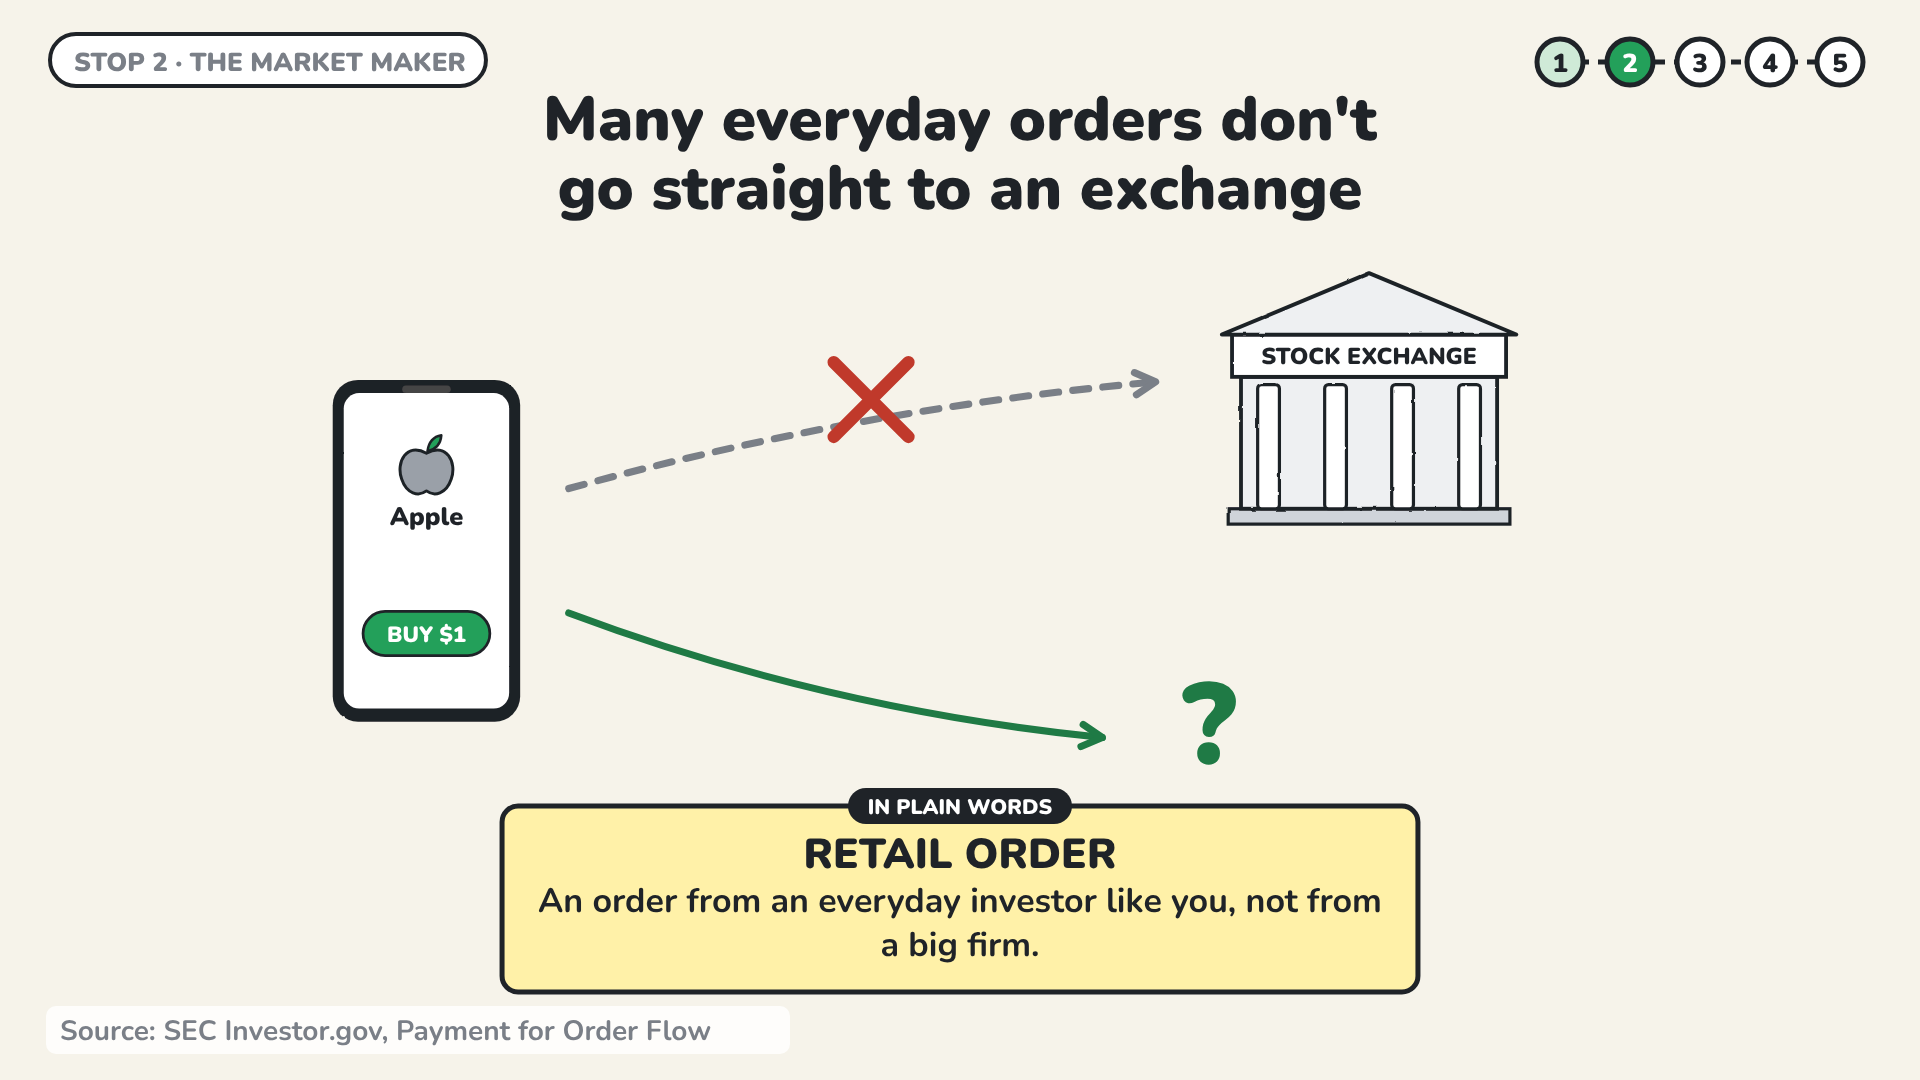 STOP 2 · THE MARKET MAKER
1 2 3 4 5
Many everyday orders don't
go straight to an exchange
STOCK EXCHANGE
Apple
BUY $1
?
IN PLAIN WORDS
RETAIL ORDER
An order from an everyday investor like you, not from
a big firm.
Source: SEC Investor.gov, Payment for Order Flow